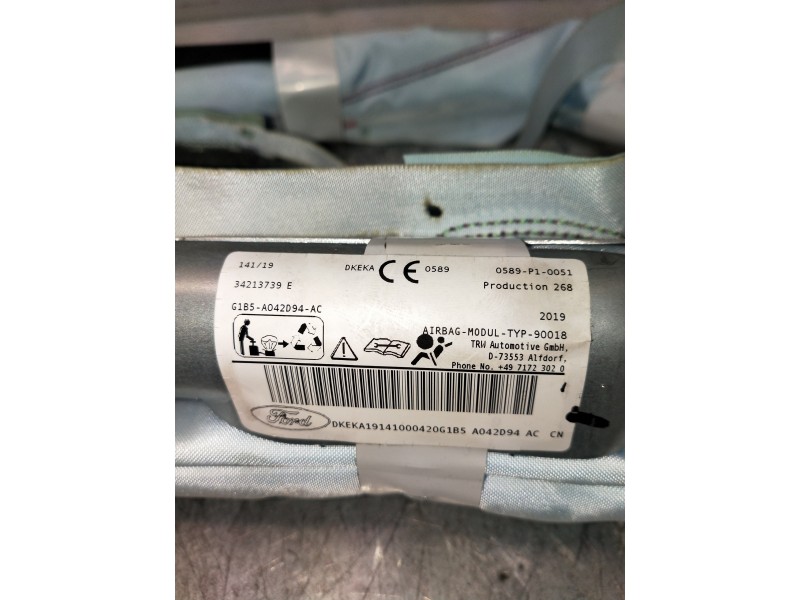 141/19 DKEKA CE 0589 0589-P1-0051
34213739 E Production 268
G1B5-A042D94-AC 2019
AIRBAG-MODUL-TYP-90018
TRW Automotive GmbH,
D-73553 Alfdorf,
Phone No. +49 7172 302 0
Ford
DKEKA19141000420G1B5 A042D94 AC CN